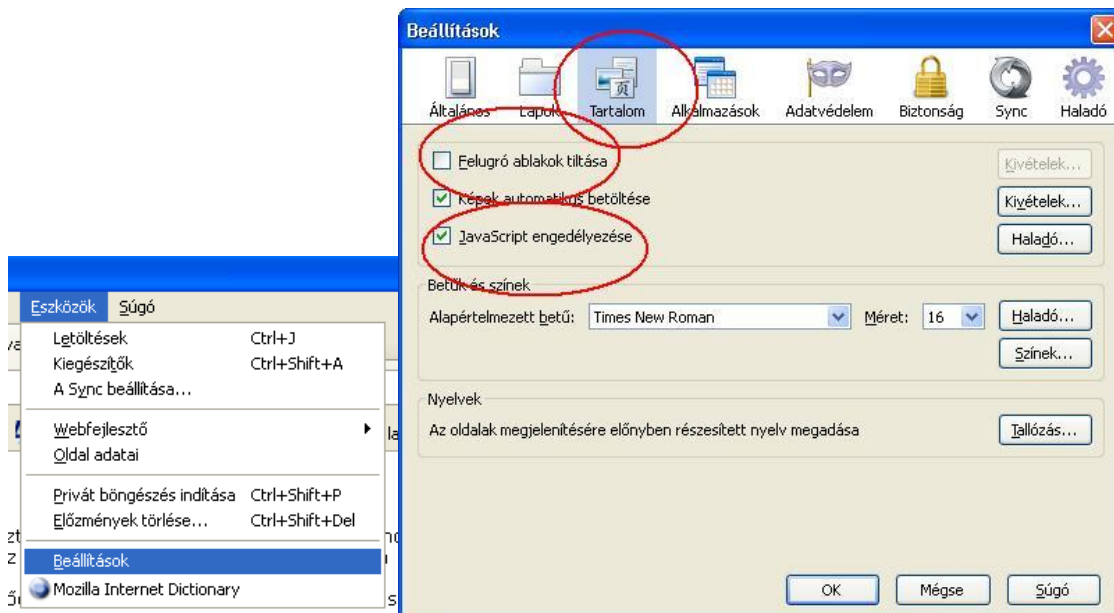 Beállítások
Általános Lapok Tartalom Alkalmazások Adatvédelem Biztonság Sync Haladó
Felugró ablakok tiltása Kivételek...
Képek automatikus betöltése Kivételek...
JavaScript engedélyezése Haladó...
Betűk és színek
Alapértelmezett betű: Times New Roman Méret: 16 Haladó...
Színek...
Nyelvek
Az oldalak megjelenítésére előnyben részesített nyelv megadása Tallózás...
OK Mégse Súgó
Eszközök Súgó
Letöltések Ctrl+J
Kiegészítők Ctrl+Shift+A
A Sync beállítása...
Webfejlesztő
Oldal adatai
Privát böngészés indítása Ctrl+Shift+P
Előzmények törlése... Ctrl+Shift+Del
Beállítások
Mozilla Internet Dictionary